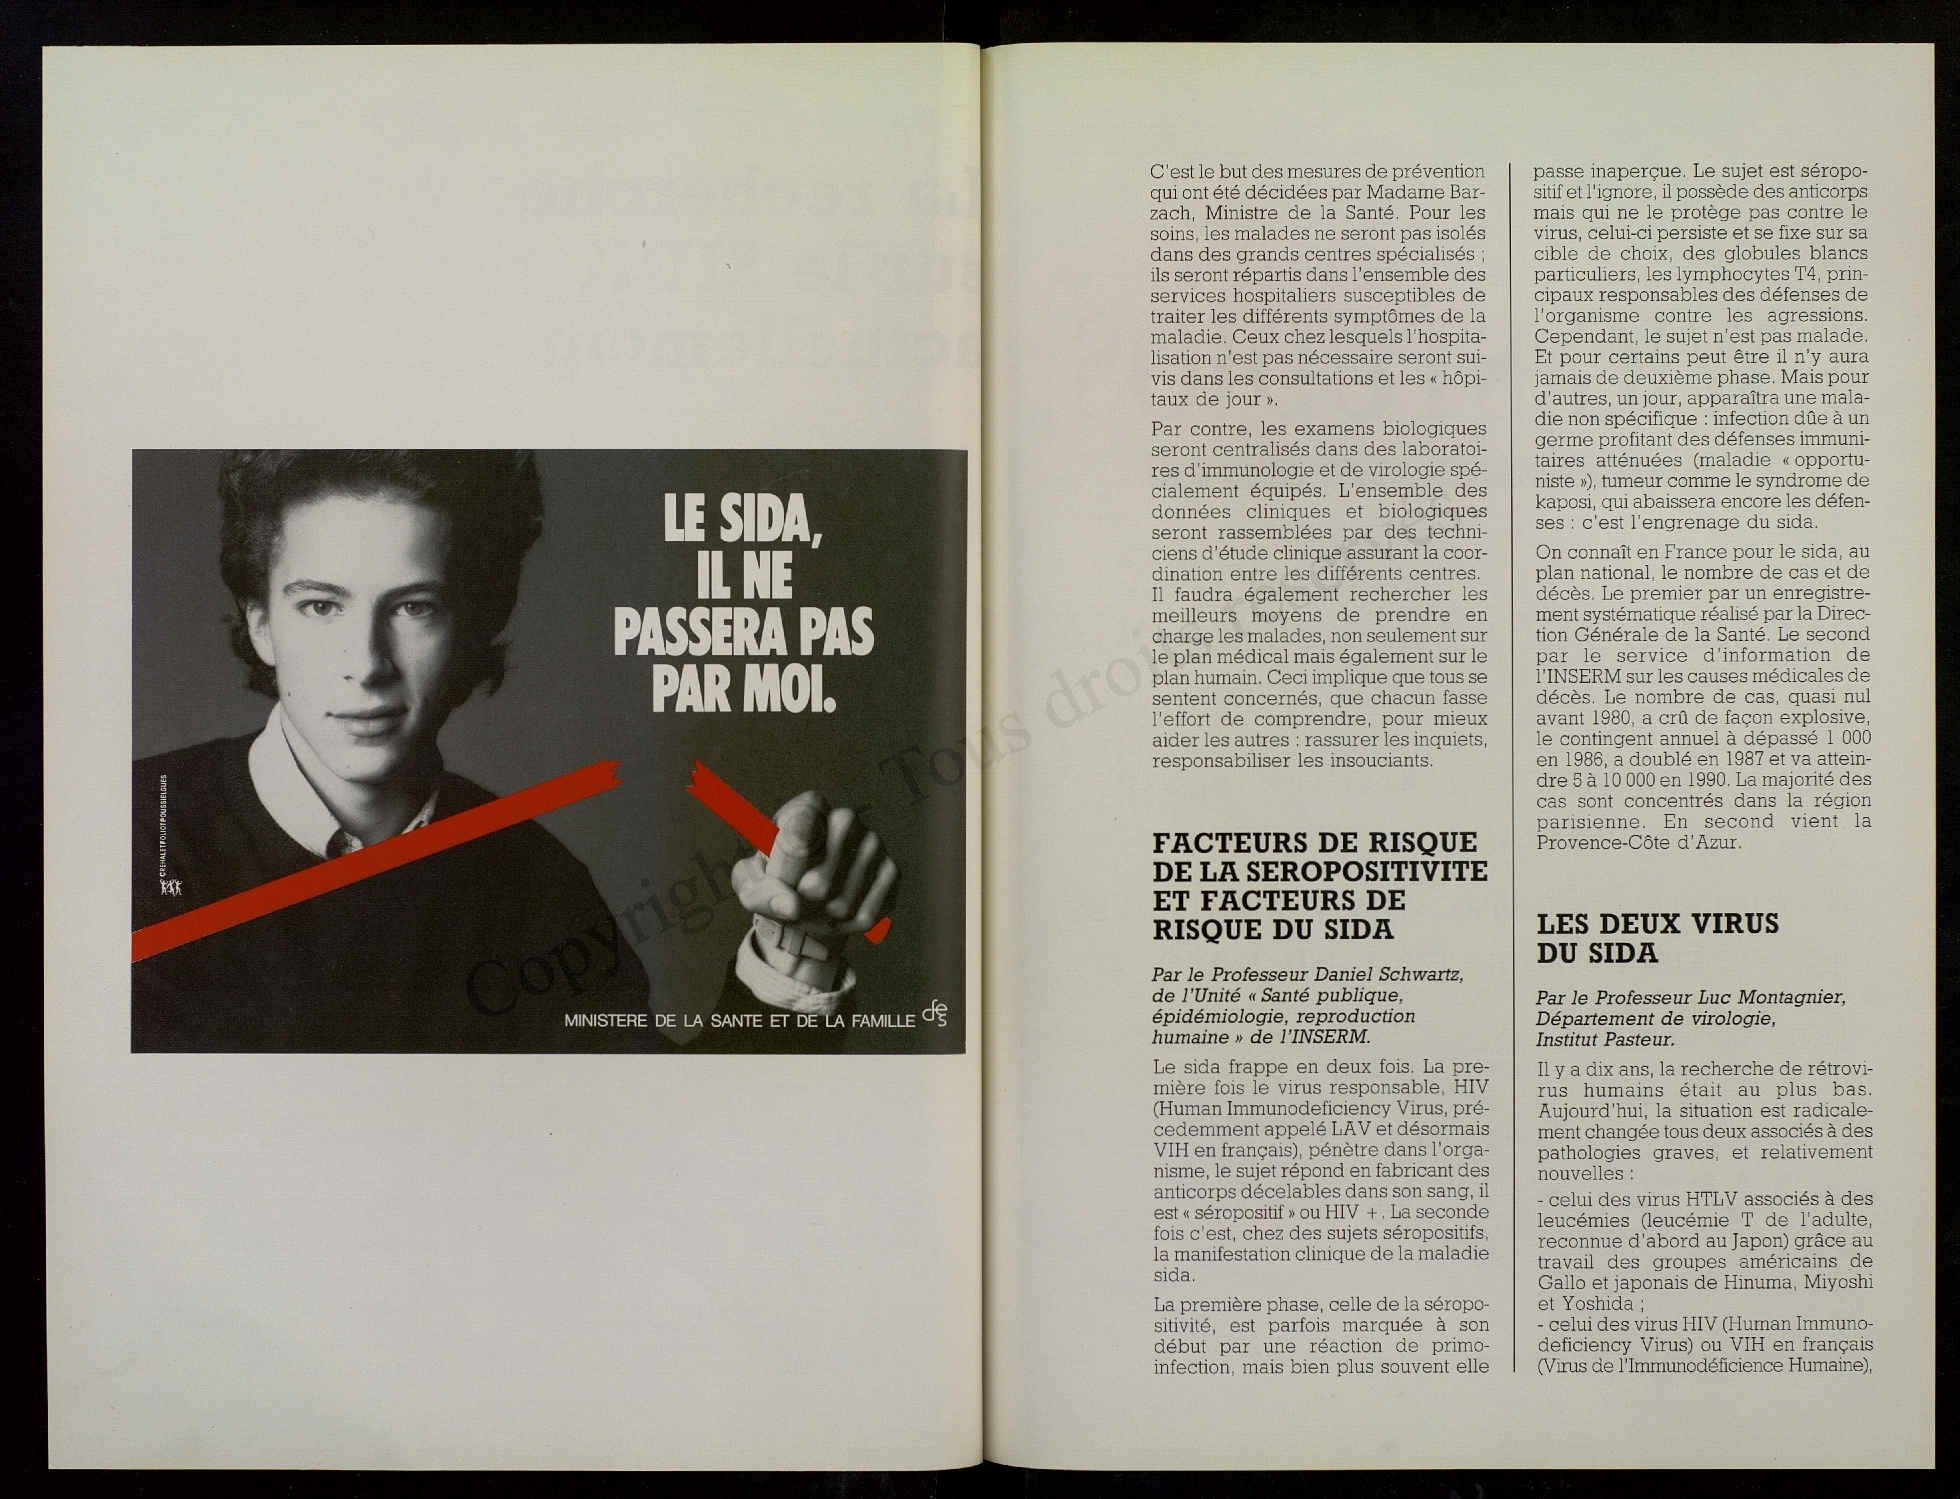 LE SIDA,
IL NE
PASSERA PAS
PAR MOI.
CREHALETFOLIOTPOUSSIELGUES
MINISTERE DE LA SANTE ET DE LA FAMILLE
cfes
Copyright - Tous droits réservés
C'est le but des mesures de prévention
qui ont été décidées par Madame Bar-
zach, Ministre de la Santé. Pour les
soins, les malades ne seront pas isolés
dans des grands centres spécialisés ;
ils seront répartis dans l'ensemble des
services hospitaliers susceptibles de
traiter les différents symptômes de la
maladie. Ceux chez lesquels l'hospita-
lisation n'est pas nécessaire seront sui-
vis dans les consultations et les « hôpi-
taux de jour ».
Par contre, les examens biologiques
seront centralisés dans des laboratoi-
res d'immunologie et de virologie spé-
cialement équipés. L'ensemble des
données cliniques et biologiques
seront rassemblées par des techni-
ciens d'étude clinique assurant la coor-
dination entre les différents centres.
Il faudra également rechercher les
meilleurs moyens de prendre en
charge les malades, non seulement sur
le plan médical mais également sur le
plan humain. Ceci implique que tous se
sentent concernés, que chacun fasse
l'effort de comprendre, pour mieux
aider les autres : rassurer les inquiets,
responsabiliser les insouciants.
FACTEURS DE RISQUE
DE LA SEROPOSITIVITE
ET FACTEURS DE
RISQUE DU SIDA
Par le Professeur Daniel Schwartz,
de l'Unité « Santé publique,
épidémiologie, reproduction
humaine » de l'INSERM.
Le sida frappe en deux fois. La pre-
mière fois le virus responsable, HIV
(Human Immunodeficiency Virus, pré-
cedemment appelé LAV et désormais
VIH en français), pénètre dans l'orga-
nisme, le sujet répond en fabricant des
anticorps décelables dans son sang, il
est « séropositif » ou HIV +. La seconde
fois c'est, chez des sujets séropositifs,
la manifestation clinique de la maladie
sida.
La première phase, celle de la séropo-
sitivité, est parfois marquée à son
début par une réaction de primo-
infection, mais bien plus souvent elle
passe inaperçue. Le sujet est séropo-
sitif et l'ignore, il possède des anticorps
mais qui ne le protège pas contre le
virus, celui-ci persiste et se fixe sur sa
cible de choix, des globules blancs
particuliers, les lymphocytes T4, prin-
cipaux responsables des défenses de
l'organisme contre les agressions.
Cependant, le sujet n'est pas malade.
Et pour certains peut être il n'y aura
jamais de deuxième phase. Mais pour
d'autres, un jour, apparaîtra une mala-
die non spécifique : infection dûe à un
germe profitant des défenses immuni-
taires atténuées (maladie « opportu-
niste »), tumeur comme le syndrome de
kaposi, qui abaissera encore les défen-
ses : c'est l'engrenage du sida.
On connaît en France pour le sida, au
plan national, le nombre de cas et de
décès. Le premier par un enregistre-
ment systématique réalisé par la Direc-
tion Générale de la Santé. Le second
par le service d'information de
l'INSERM sur les causes médicales de
décès. Le nombre de cas, quasi nul
avant 1980, a crû de façon explosive,
le contingent annuel à dépassé 1 000
en 1986, a doublé en 1987 et va attein-
dre 5 à 10 000 en 1990. La majorité des
cas sont concentrés dans la région
parisienne. En second vient la
Provence-Côte d'Azur.
LES DEUX VIRUS
DU SIDA
Par le Professeur Luc Montagnier,
Département de virologie,
Institut Pasteur.
Il y a dix ans, la recherche de rétrovi-
rus humains était au plus bas.
Aujourd'hui, la situation est radicale-
ment changée tous deux associés à des
pathologies graves, et relativement
nouvelles :
- celui des virus HTLV associés à des
leucémies (leucémie T de l'adulte,
reconnue d'abord au Japon) grâce au
travail des groupes américains de
Gallo et japonais de Hinuma, Miyoshi
et Yoshida ;
- celui des virus HIV (Human Immuno-
deficiency Virus) ou VIH en français
(Virus de l'Immunodéficience Humaine),